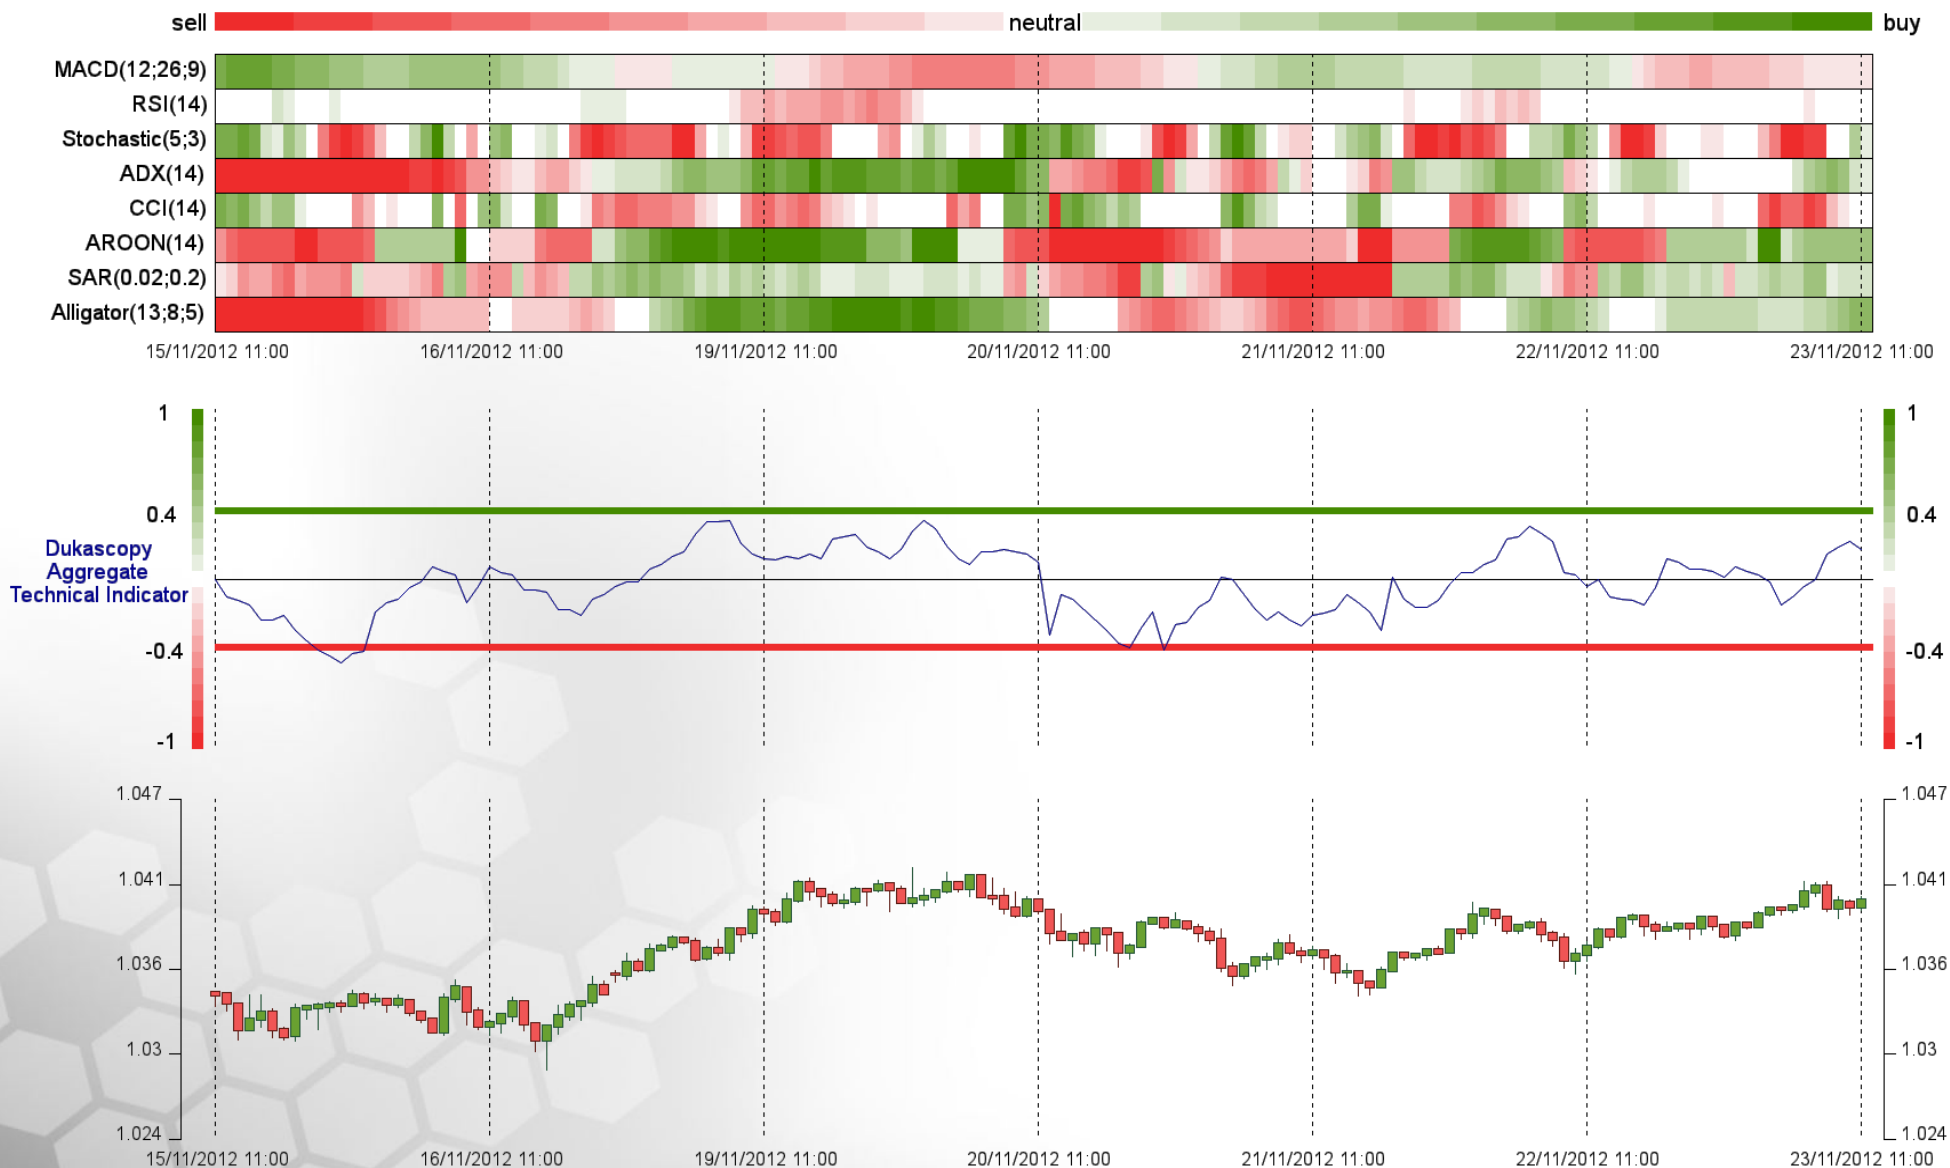 sell neutral buy
MACD(12;26;9)
RSI(14)
Stochastic(5;3)
ADX(14)
CCI(14)
AROON(14)
SAR(0.02;0.2)
Alligator(13;8;5)
15/11/2012 11:00 16/11/2012 11:00 19/11/2012 11:00 20/11/2012 11:00 21/11/2012 11:00 22/11/2012 11:00 23/11/2012 11:00
1 1
0.4 0.4
Dukascopy
Aggregate
Technical Indicator
-0.4 -0.4
-1 -1
1.047 1.047
1.041 1.041
1.036 1.036
1.03 1.03
1.024 1.024
15/11/2012 11:00 16/11/2012 11:00 19/11/2012 11:00 20/11/2012 11:00 21/11/2012 11:00 22/11/2012 11:00 23/11/2012 11:00